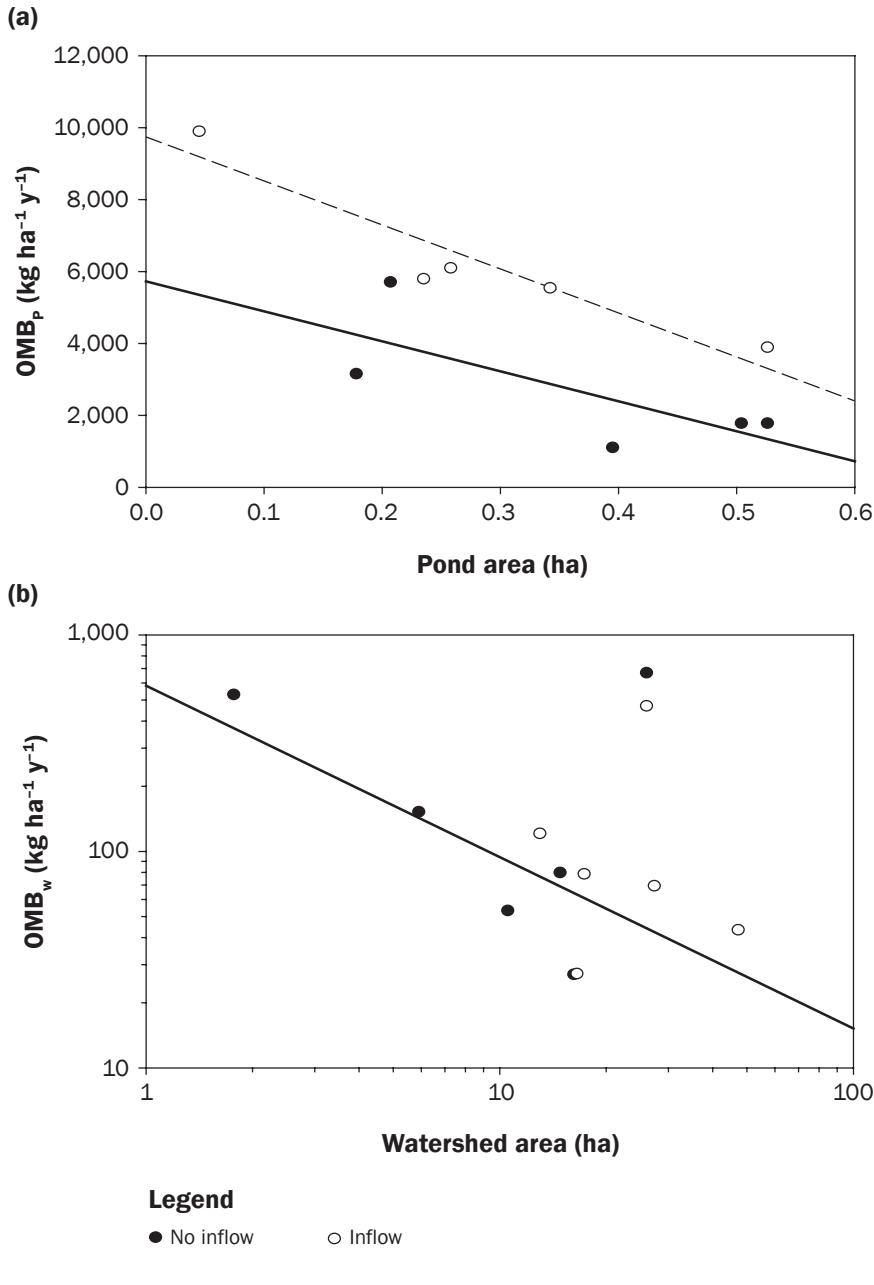 (a)
12,000
10,000
8,000
6,000
4,000
2,000
0
OMBₚ (kg ha⁻¹ y⁻¹)
0.0 0.1 0.2 0.3 0.4 0.5 0.6
Pond area (ha)
(b)
1,000
100
10
OMB_w (kg ha⁻¹ y⁻¹)
1 10 100
Watershed area (ha)
Legend
No inflow Inflow